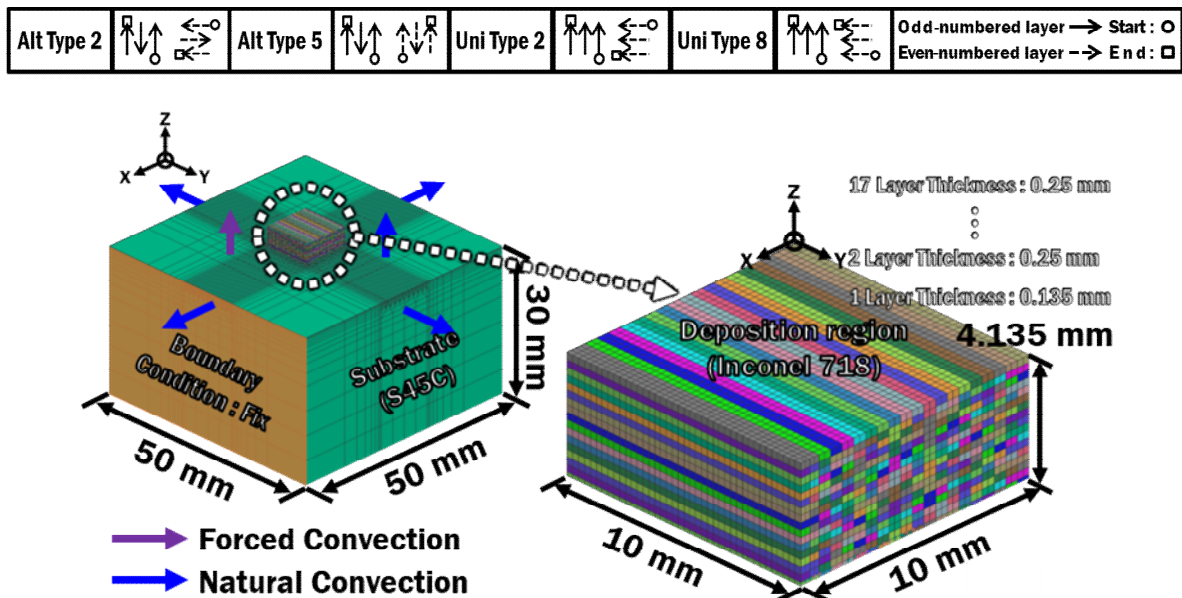 Alt Type 2
Alt Type 5
Uni Type 2
Uni Type 8
Odd-numbered layer
Start :
Even-numbered layer
End :
Z
X
Y
Boundary
Condition : Fix
Substrate
(S45C)
30 mm
50 mm
50 mm
Forced Convection
Natural Convection
Z
X
Y
17 Layer Thickness : 0.25 mm
2 Layer Thickness : 0.25 mm
1 Layer Thickness : 0.135 mm
4.135 mm
Deposition region
(Inconel 718)
10 mm
10 mm